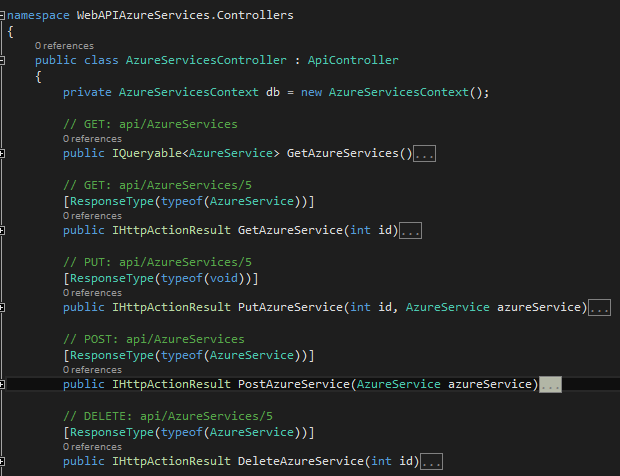 namespace WebAPIAzureServices.Controllers
{
0 references
public class AzureServicesController : ApiController
{
private AzureServicesContext db = new AzureServicesContext();
// GET: api/AzureServices
0 references
public IQueryable<AzureService> GetAzureServices()...
// GET: api/AzureServices/5
[ResponseType(typeof(AzureService))]
0 references
public IHttpActionResult GetAzureService(int id)...
// PUT: api/AzureServices/5
[ResponseType(typeof(void))]
0 references
public IHttpActionResult PutAzureService(int id, AzureService azureService)...
// POST: api/AzureServices
[ResponseType(typeof(AzureService))]
0 references
public IHttpActionResult PostAzureService(AzureService azureService)...
// DELETE: api/AzureServices/5
[ResponseType(typeof(AzureService))]
0 references
public IHttpActionResult DeleteAzureService(int id)...